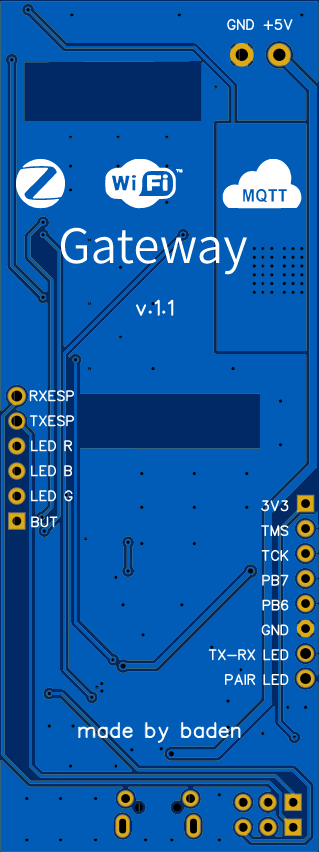 GND +5V
Wi Fi™
MQTT
Gateway
v.1.1
RXESP
TXESP
LED R
LED B
LED G
BUT
3V3
TMS
TCK
PB7
PB6
GND
TX-RX LED
PAIR LED
made by baden